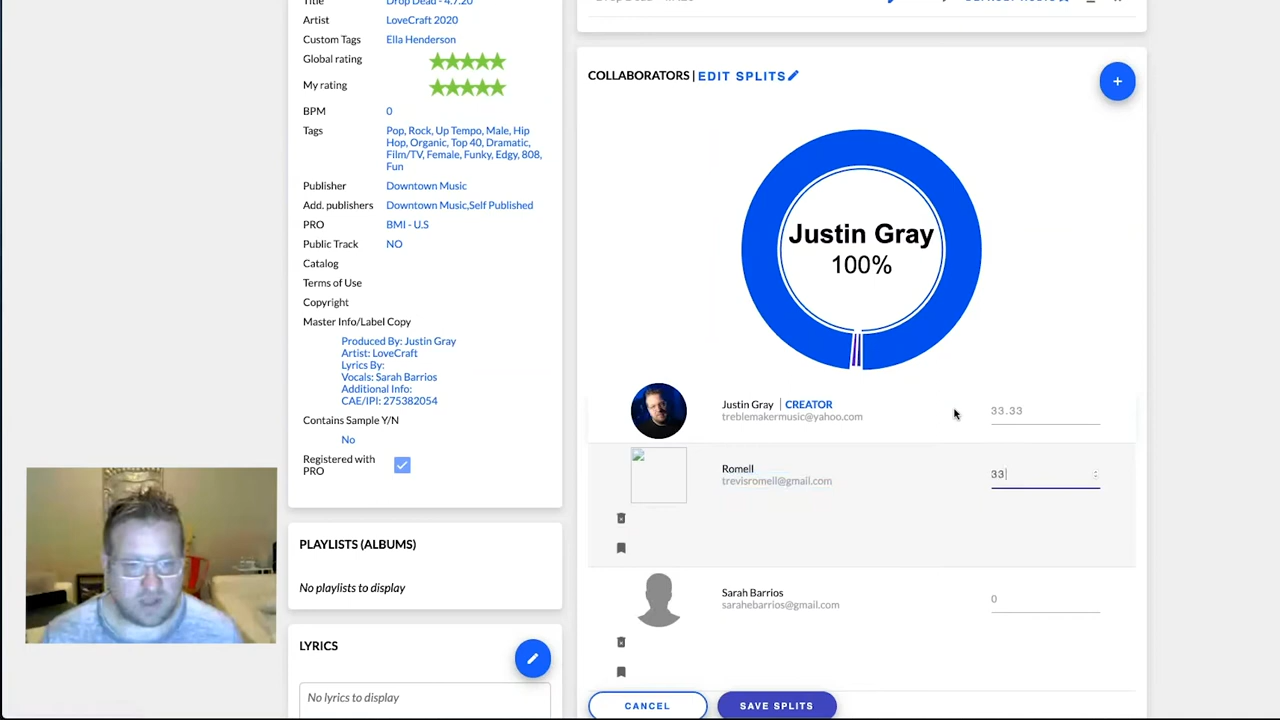 Title Drop Dead - 4.7.20
Artist LoveCraft 2020
Custom Tags Ella Henderson
Global rating
My rating
BPM 0
Tags Pop, Rock, Up Tempo, Male, Hip
Hop, Organic, Top 40, Dramatic,
Film/TV, Female, Funky, Edgy, 808,
Fun
Publisher Downtown Music
Add. publishers Downtown Music,Self Published
PRO BMI - U.S
Public Track NO
Catalog
Terms of Use
Copyright
Master Info/Label Copy
Produced By: Justin Gray
Artist: LoveCraft
Lyrics By:
Vocals: Sarah Barrios
Additional Info:
CAE/IPI: 275382054
Contains Sample Y/N
No
Registered with
PRO
PLAYLISTS (ALBUMS)
No playlists to display
LYRICS
No lyrics to display
COLLABORATORS | EDIT SPLITS
+
Justin Gray
100%
Justin Gray | CREATOR
treblemakermusic@yahoo.com
33.33
Romell
trevisromell@gmail.com
33
Sarah Barrios
sarahebarrios@gmail.com
0
CANCEL
SAVE SPLITS